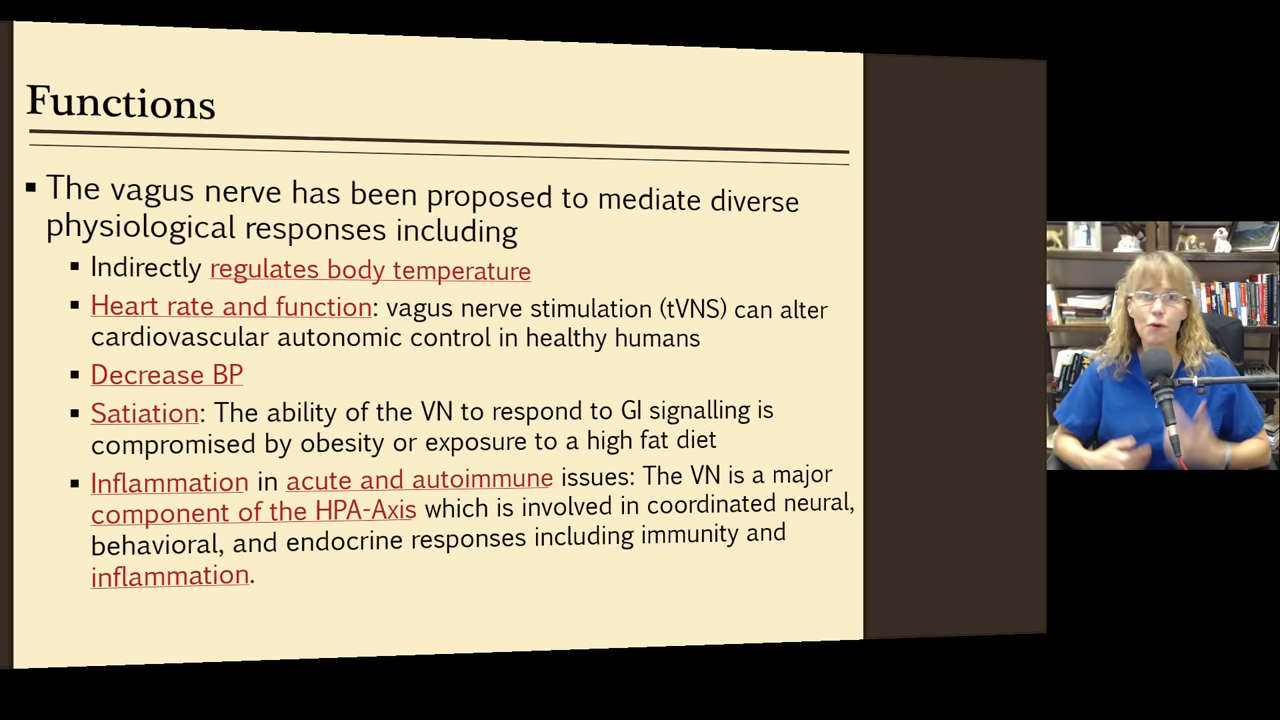 Functions
▪ The vagus nerve has been proposed to mediate diverse
physiological responses including
▪ Indirectly regulates body temperature
▪ Heart rate and function: vagus nerve stimulation (tVNS) can alter
cardiovascular autonomic control in healthy humans
▪ Decrease BP
▪ Satiation: The ability of the VN to respond to GI signalling is
compromised by obesity or exposure to a high fat diet
▪ Inflammation in acute and autoimmune issues: The VN is a major
component of the HPA-Axis which is involved in coordinated neural,
behavioral, and endocrine responses including immunity and
inflammation.